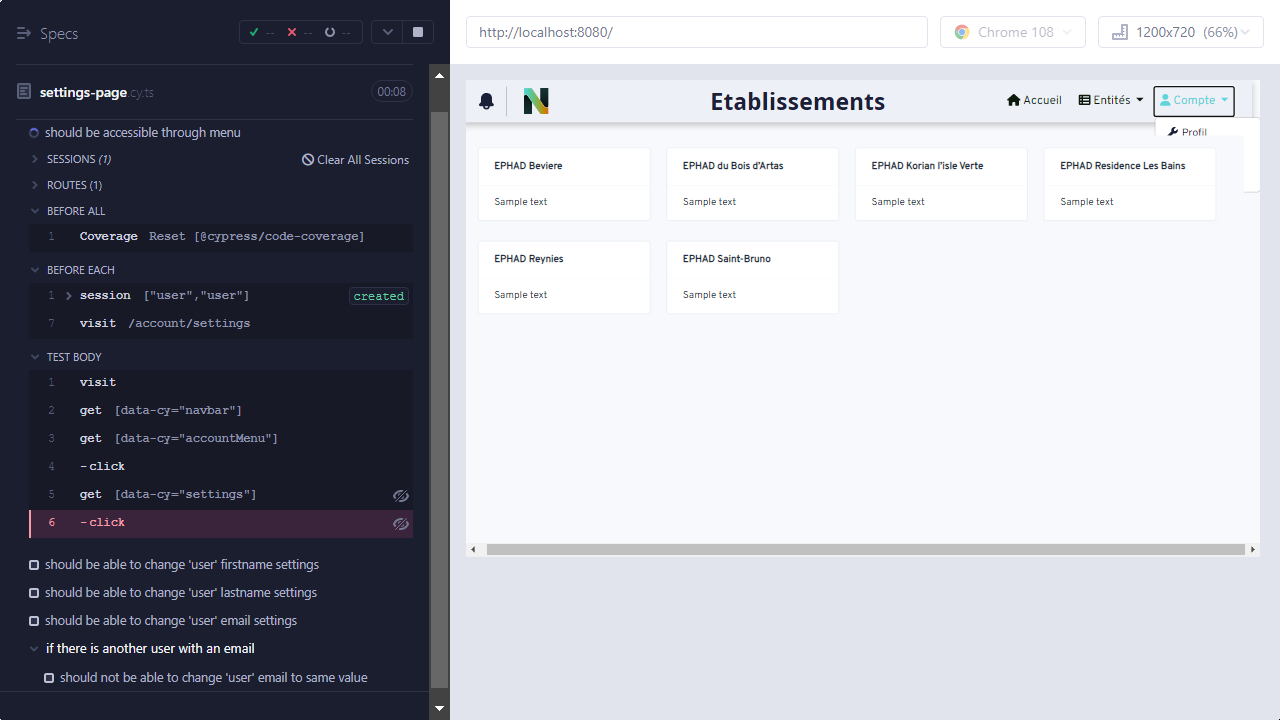 Specs
--
--
--
settings-page.cy.ts
00:08
should be accessible through menu
SESSIONS (1)
Clear All Sessions
ROUTES (1)
BEFORE ALL
1 Coverage Reset [@cypress/code-coverage]
BEFORE EACH
1 session ["user","user"] created
7 visit /account/settings
TEST BODY
1 visit
2 get [data-cy="navbar"]
3 get [data-cy="accountMenu"]
4 -click
5 get [data-cy="settings"]
6 -click
should be able to change 'user' firstname settings
should be able to change 'user' lastname settings
should be able to change 'user' email settings
if there is another user with an email
should not be able to change 'user' email to same value
http://localhost:8080/
Chrome 108
1200x720 (66%)
N
Etablissements
Accueil
Entités
Compte
Profil
EPHAD Beviere
Sample text
EPHAD du Bois d'Artas
Sample text
EPHAD Korian l'isle Verte
Sample text
EPHAD Residence Les Bains
Sample text
EPHAD Reynies
Sample text
EPHAD Saint-Bruno
Sample text